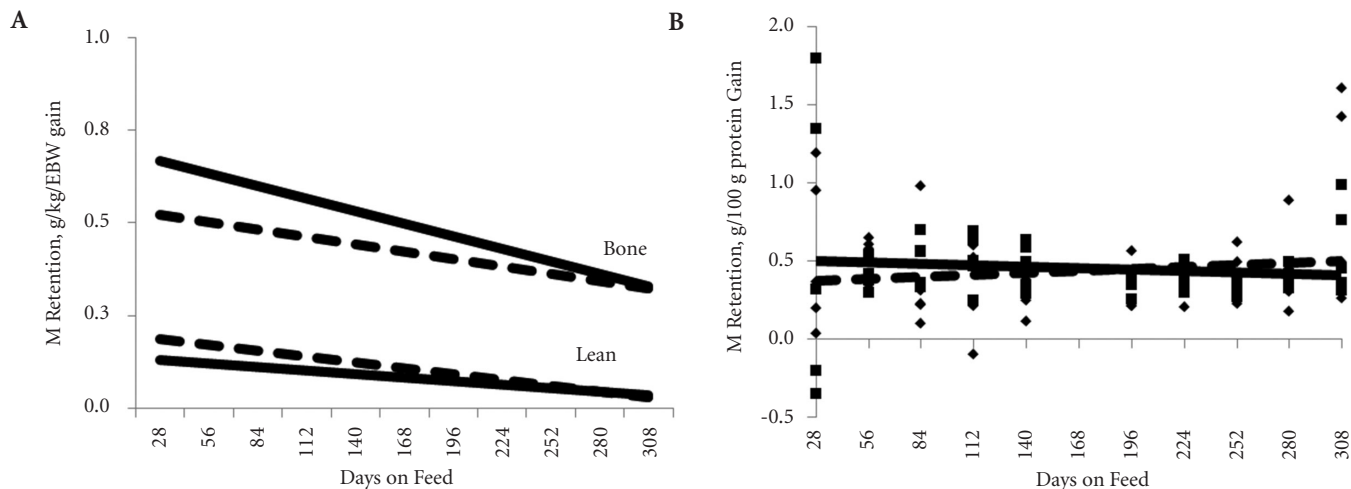 A
M Retention, g/kg/EBW gain
1.0
0.8
0.5
0.3
0.0
Bone
Lean
28 56 84 112 140 168 196 224 252 280 308
Days on Feed
B
M Retention, g/100 g protein Gain
2.0
1.5
1.0
0.5
0.0
-0.5
28 56 84 112 140 168 196 224 252 280 308
Days on Feed